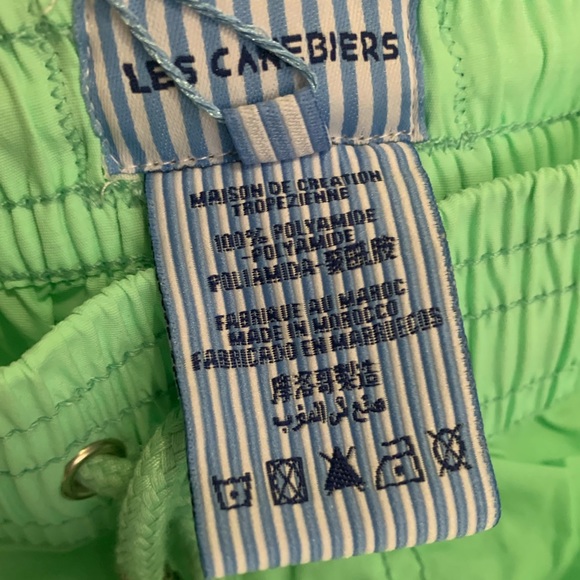 LES CANEBIERS
MAISON DE CREATION
TROPEZIENNE
100% POLYAMIDE
-POLYAMIDE
POLIAMIDA-聚酰胺
FABRIQUE AU MAROC
MADE IN MOROCCO
FABRICADO EN MARRUECOS
摩洛哥製造
صنع في المغرب